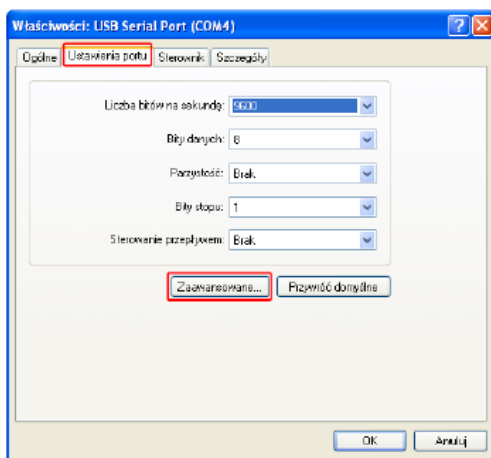 Właściwości: USB Serial Port (COM4)
Ogólne Ustawienia portu Sterownik Szczegóły
Liczba bitów na sekundę: 9600
Bity danych: 8
Parzystość: Brak
Bity stopu: 1
Sterowanie przepływem: Brak
Zaawansowane... Przywróć domyślne
OK Anuluj